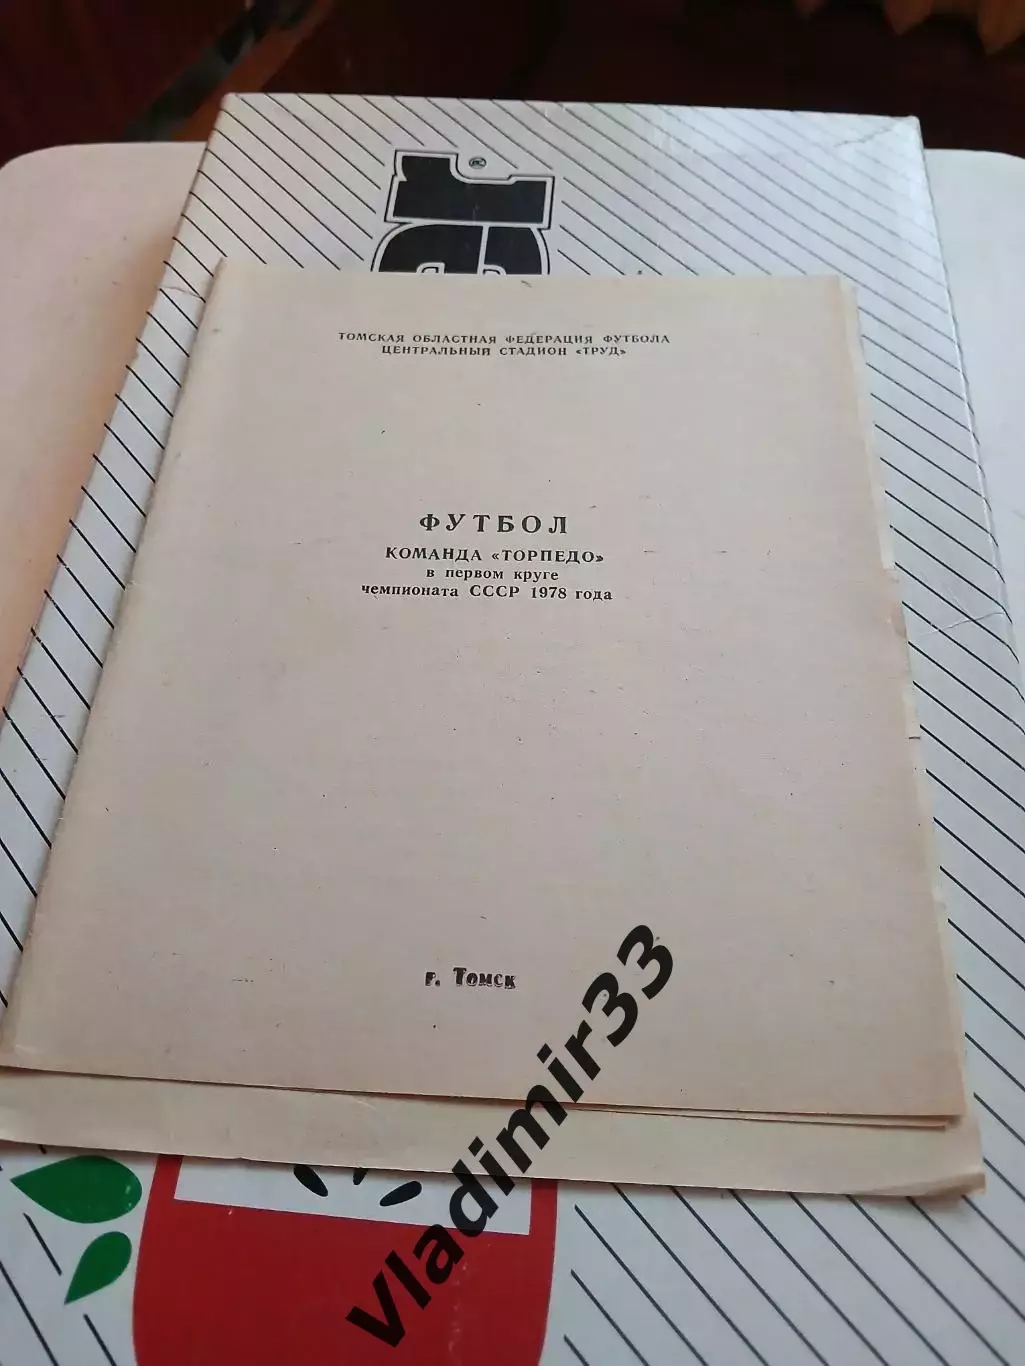 ®
ТОМСКАЯ ОБЛАСТНАЯ ФЕДЕРАЦИЯ ФУТБОЛА
ЦЕНТРАЛЬНЫЙ СТАДИОН «ТРУД»
ФУТБОЛ
КОМАНДА «ТОРПЕДО»
в первом круге
чемпионата СССР 1978 года
г. Томск
Vladimir33